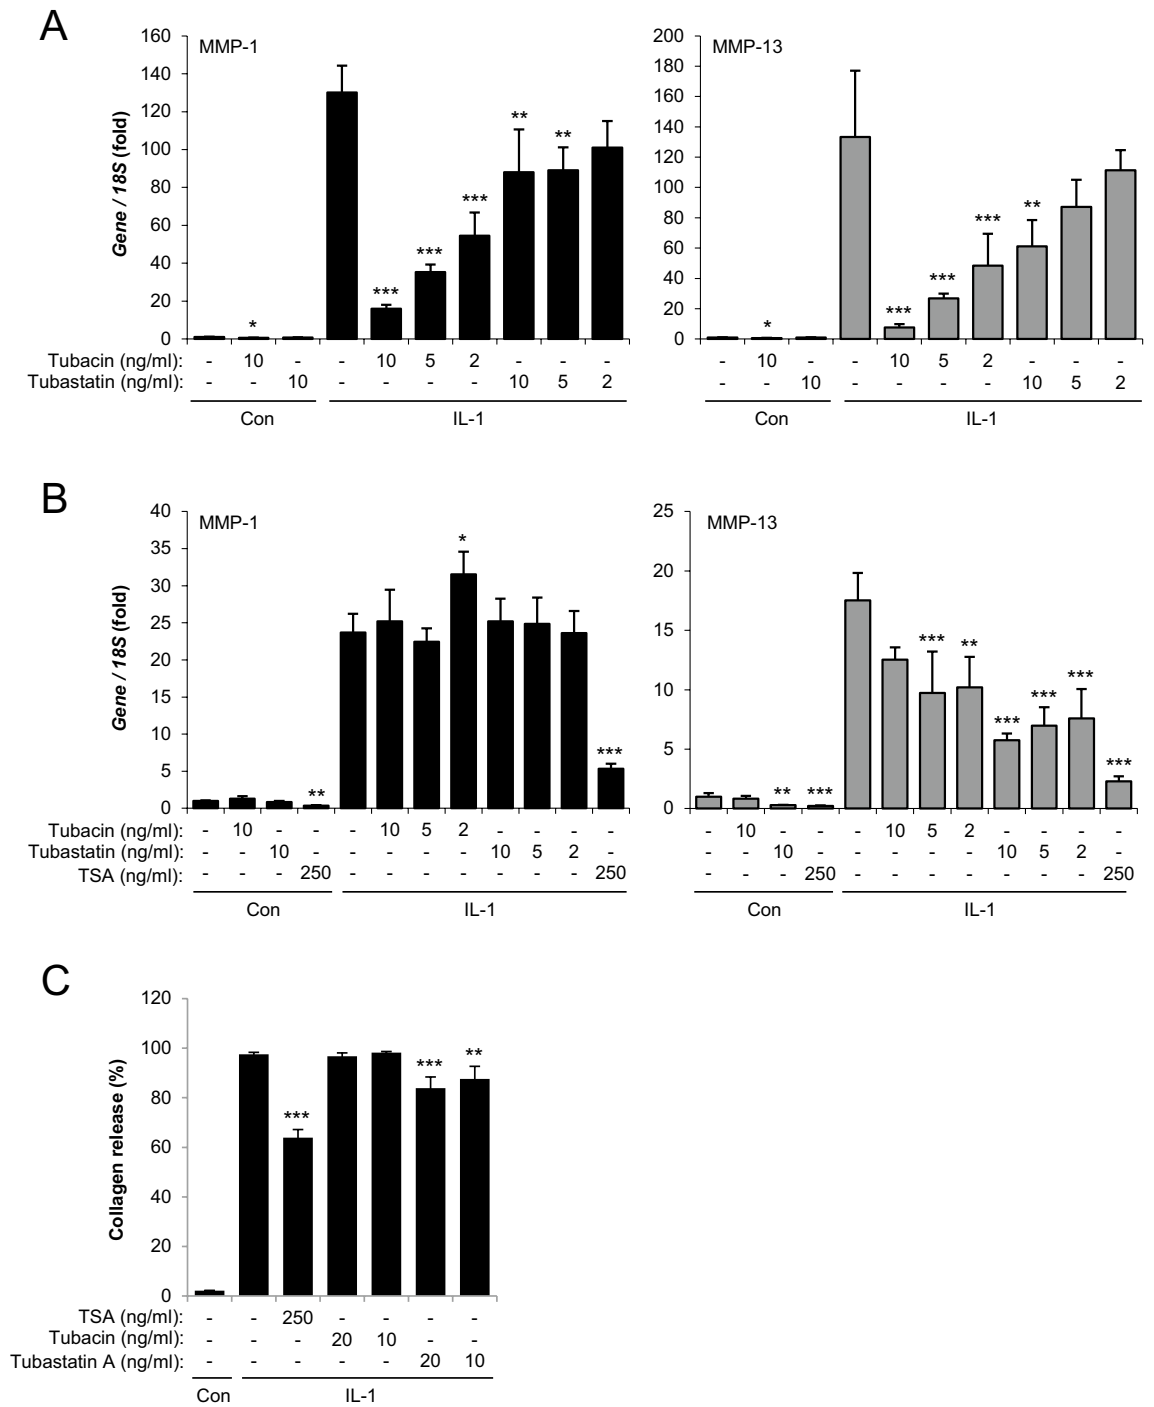 A
MMP-1
MMP-13
Gene / 18S (fold)
160
140
120
100
80
60
40
20
0
200
180
160
140
120
100
80
60
40
20
0
* *** *** *** ** **
* *** *** *** **
Tubacin (ng/ml): - 10 - - 10 5 2 - - - - 10 - - 10 5 2 - - -
Tubastatin (ng/ml): - - 10 - - - - 10 5 2 - - 10 - - - - 10 5 2
Con IL-1 Con IL-1
B
MMP-1
MMP-13
Gene / 18S (fold)
40
35
30
25
20
15
10
5
0
25
20
15
10
5
0
** * ***
** *** *** ** *** *** *** ***
Tubacin (ng/ml): - 10 - - - 10 5 2 - - - - - 10 - - - 10 5 2 - - - -
Tubastatin (ng/ml): - - 10 - - - - - 10 5 2 - - - 10 - - - - - 10 5 2 -
TSA (ng/ml): - - - 250 - - - - - - - 250 - - - 250 - - - - - - - 250
Con IL-1 Con IL-1
C
Collagen release (%)
120
100
80
60
40
20
0
*** *** **
TSA (ng/ml): - - 250 - - - -
Tubacin (ng/ml): - - - 20 10 - -
Tubastatin A (ng/ml): - - - - - 20 10
Con IL-1